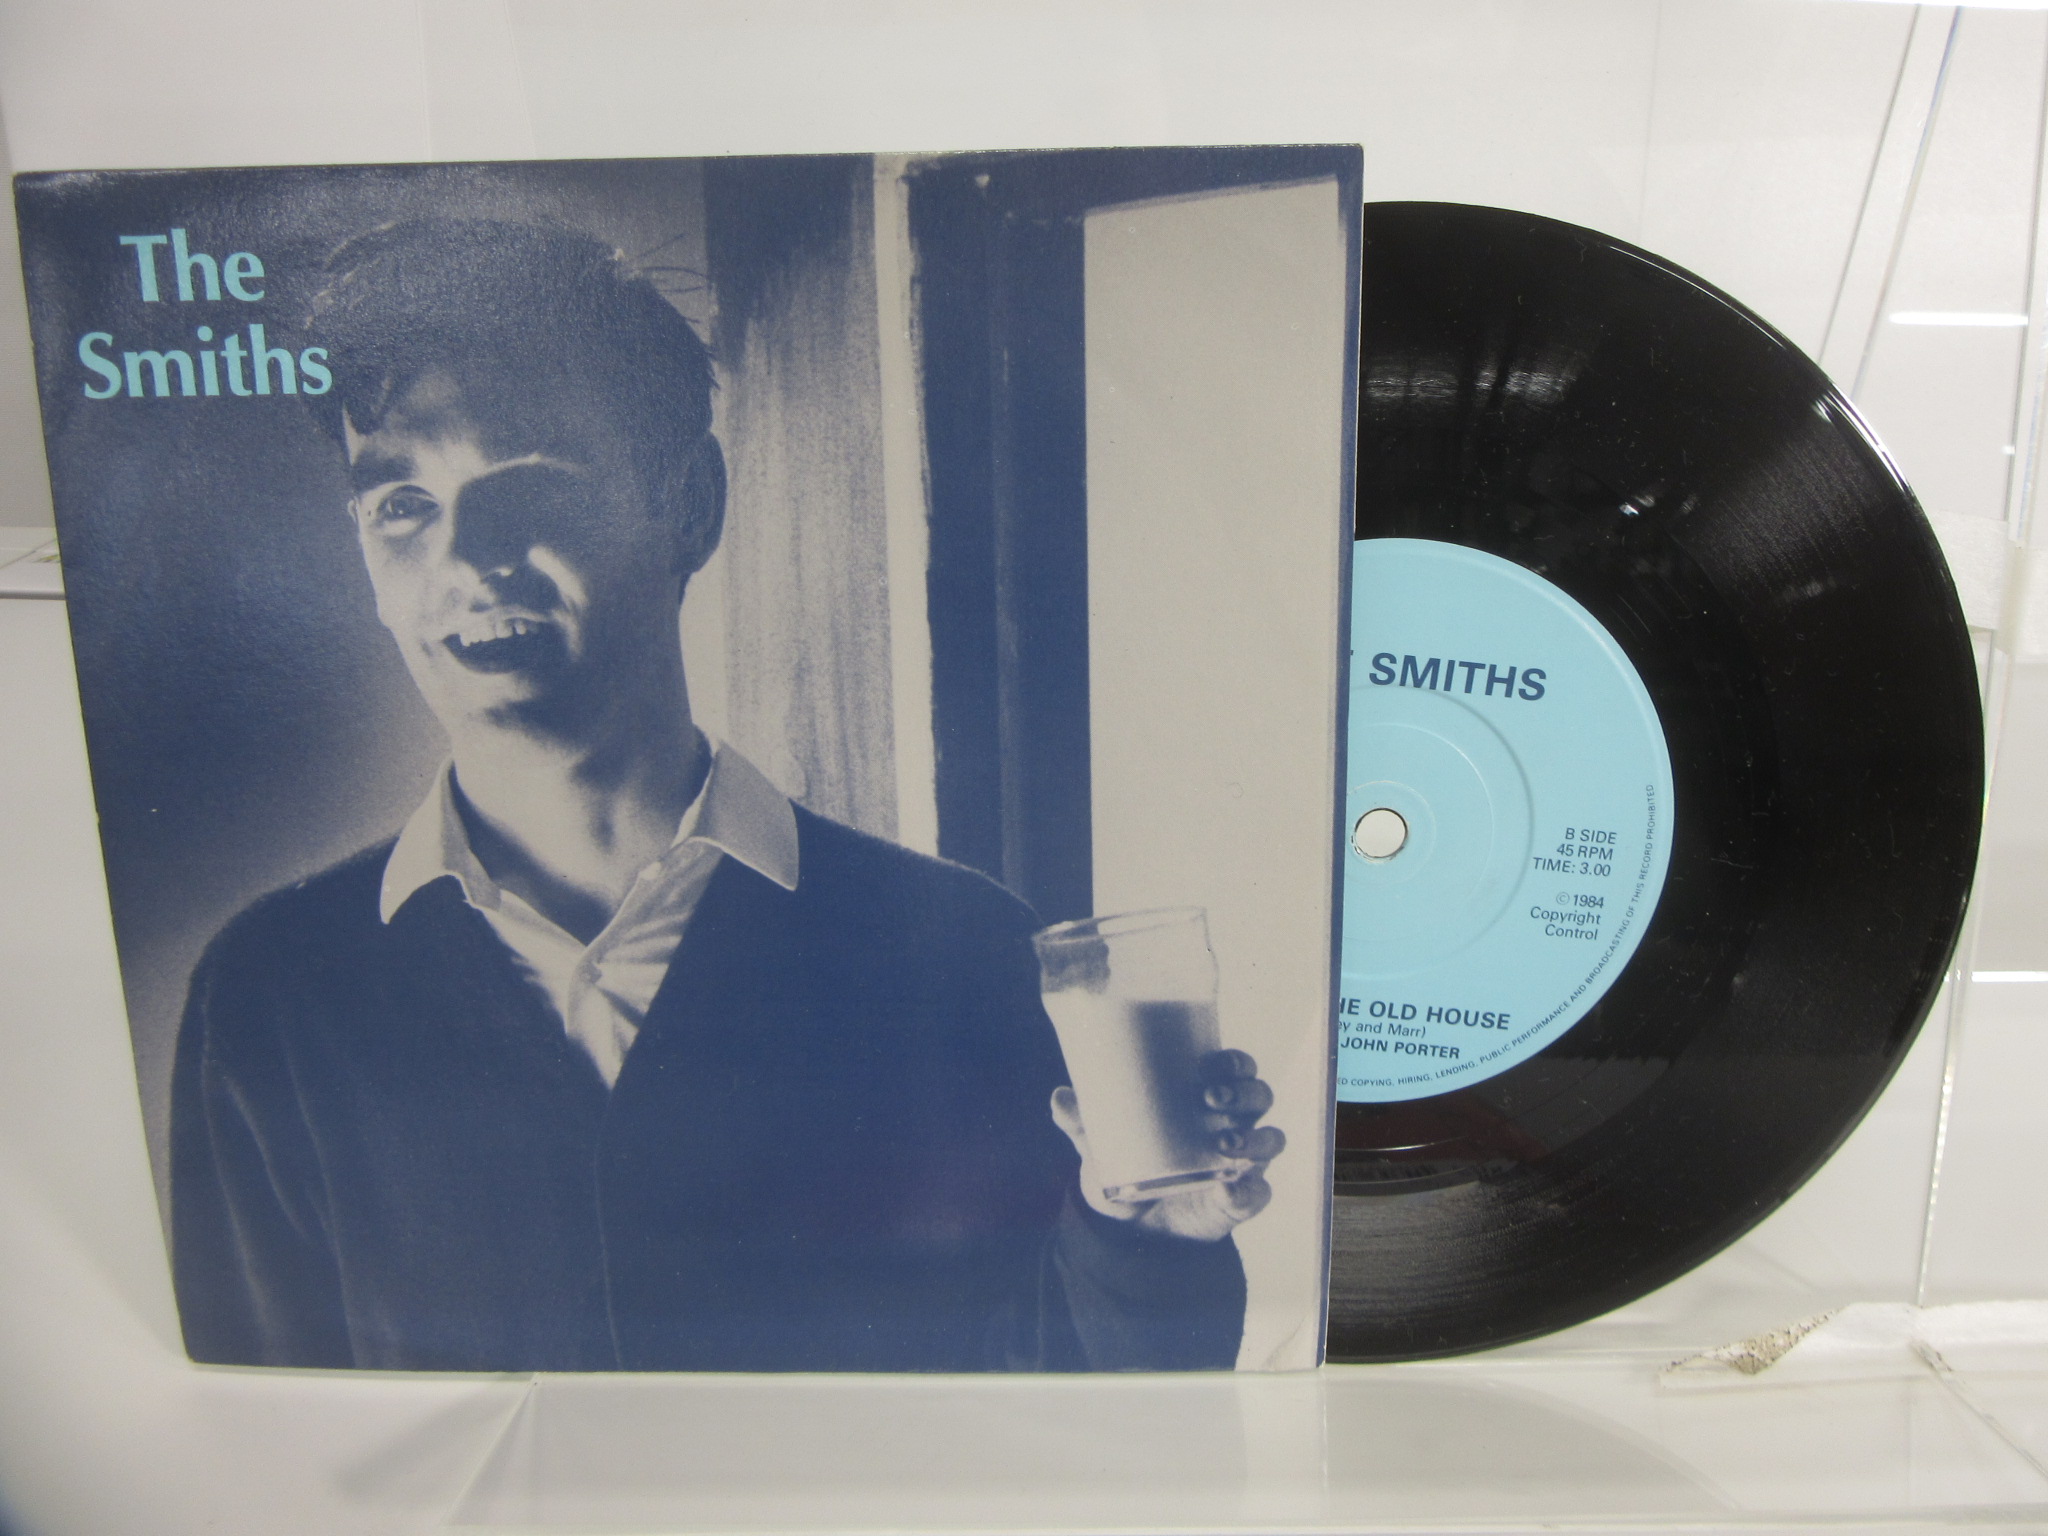 The
Smiths
SMITHS
B SIDE
45 RPM
TIME: 3.00
©1984
Copyright
Control
HE OLD HOUSE
ey and Marr)
JOHN PORTER
ED COPYING, HIRING, LENDING, PUBLIC PERFORMANCE AND BROADCASTING OF THIS RECORD PROHIBITED